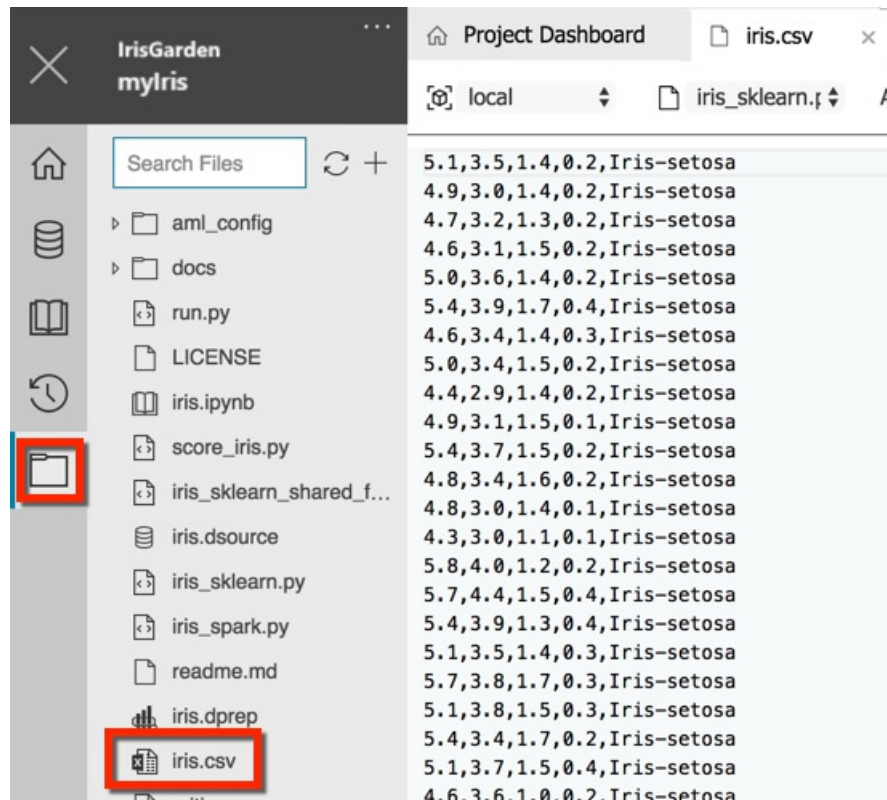 IrisGarden
myIris
...
Search Files
aml_config
docs
run.py
LICENSE
iris.ipynb
score_iris.py
iris_sklearn_shared_f...
iris.dsource
iris_sklearn.py
iris_spark.py
readme.md
iris.dprep
iris.csv
Project Dashboard
iris.csv
local
iris_sklearn.p
A
5.1,3.5,1.4,0.2,Iris-setosa
4.9,3.0,1.4,0.2,Iris-setosa
4.7,3.2,1.3,0.2,Iris-setosa
4.6,3.1,1.5,0.2,Iris-setosa
5.0,3.6,1.4,0.2,Iris-setosa
5.4,3.9,1.7,0.4,Iris-setosa
4.6,3.4,1.4,0.3,Iris-setosa
5.0,3.4,1.5,0.2,Iris-setosa
4.4,2.9,1.4,0.2,Iris-setosa
4.9,3.1,1.5,0.1,Iris-setosa
5.4,3.7,1.5,0.2,Iris-setosa
4.8,3.4,1.6,0.2,Iris-setosa
4.8,3.0,1.4,0.1,Iris-setosa
4.3,3.0,1.1,0.1,Iris-setosa
5.8,4.0,1.2,0.2,Iris-setosa
5.7,4.4,1.5,0.4,Iris-setosa
5.4,3.9,1.3,0.4,Iris-setosa
5.1,3.5,1.4,0.3,Iris-setosa
5.7,3.8,1.7,0.3,Iris-setosa
5.1,3.8,1.5,0.3,Iris-setosa
5.4,3.4,1.7,0.2,Iris-setosa
5.1,3.7,1.5,0.4,Iris-setosa
4.6,3.6,1.0,0.2,Iris-setosa